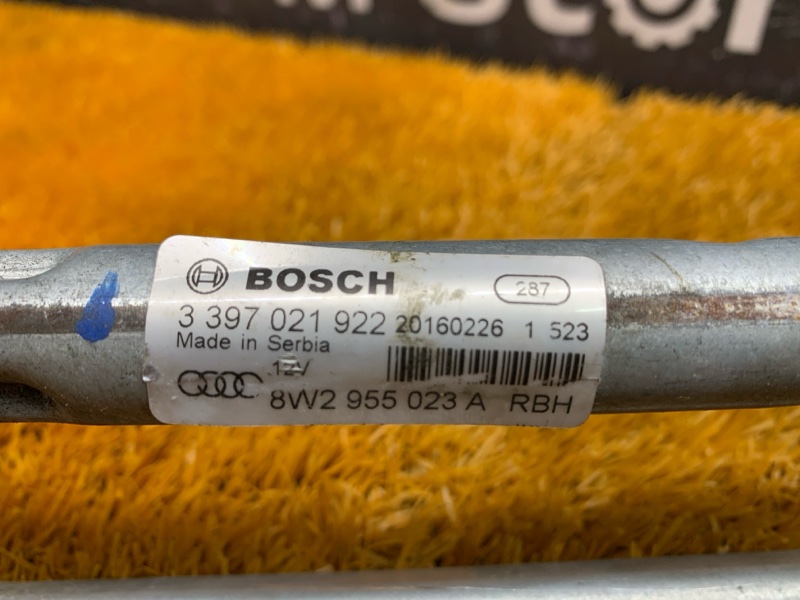 BOSCH 287
3 397 021 922 20160226 1 523
Made in Serbia
12V
8W2 955 023 A RBH